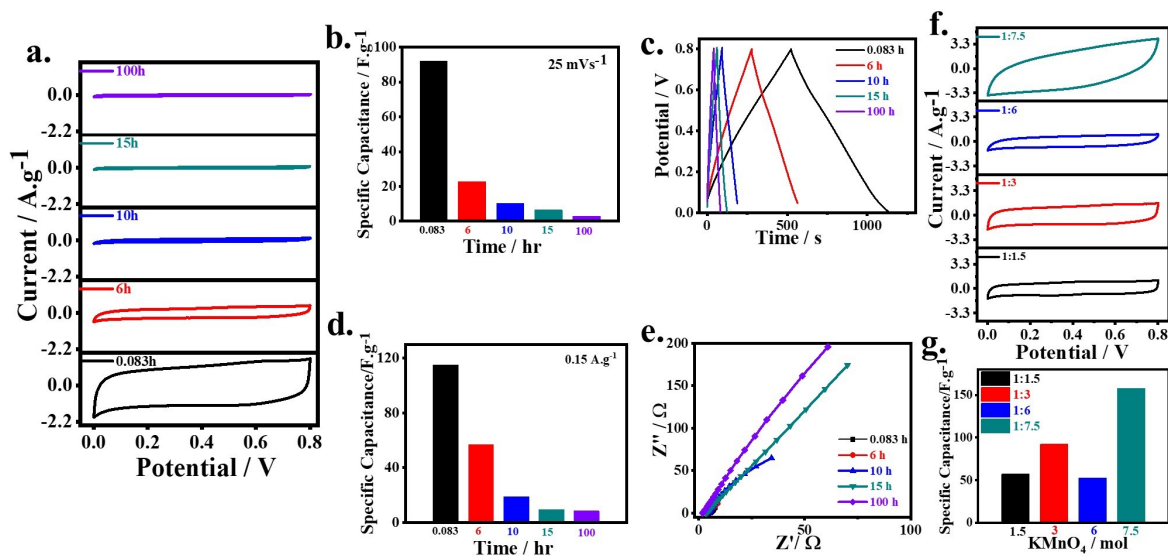 a.
100h
0.0
-2.2
15h
0.0
-2.2
10h
0.0
-2.2
6h
0.0
-2.2
0.083h
0.0
-2.2
0.0 0.2 0.4 0.6 0.8
Current / A.g-1
Potential / V
b.
25 mVs-1
100
80
60
40
20
0
0.083 6 10 15 100
Specific Capacitance / F.g-1
Time / hr
c.
0.083 h
6 h
10 h
15 h
100 h
0.8
0.6
0.4
0.2
0.0
0 500 1000
Potential / V
Time / s
d.
0.15 A.g-1
120
80
40
0
0.083 6 10 15 100
Specific Capacitance/F.g-1
Time / hr
e.
200
150
100
50
0
0.083 h
6 h
10 h
15 h
100 h
0 50 100
Z'' / Ω
Z'/ Ω
f.
1:7.5
3.3
0.0
-3.3
1:6
3.3
0.0
-3.3
1:3
3.3
0.0
-3.3
1:1.5
3.3
0.0
-3.3
0.0 0.2 0.4 0.6 0.8
Current / A.g-1
Potential / V
g.
1:1.5
1:3
1:6
1:7.5
150
100
50
0
1.5 3 6 7.5
Specific Capacitance/F.g-1
KMnO4 / mol